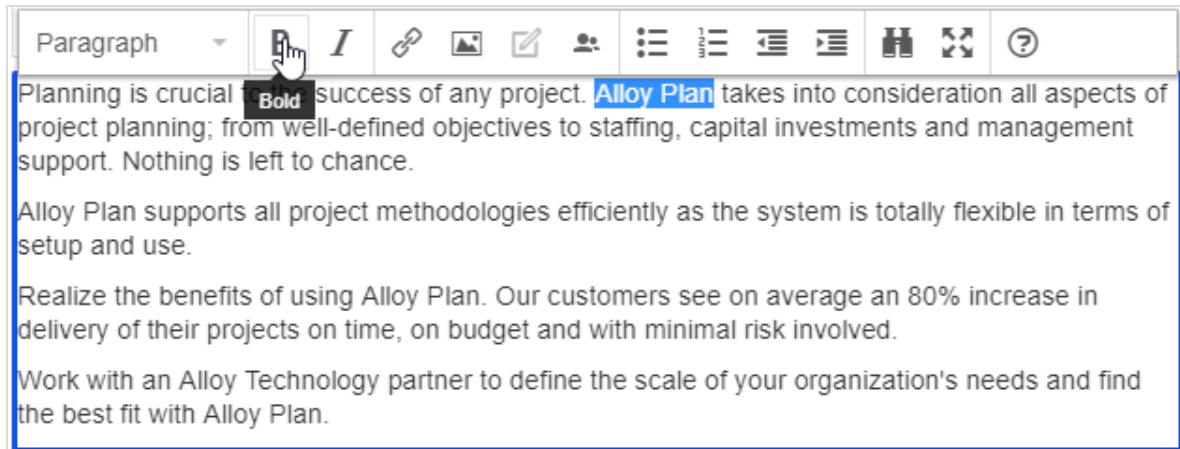 Paragraph B I
Bold
Planning is crucial to the success of any project. Alloy Plan takes into consideration all aspects of
project planning; from well-defined objectives to staffing, capital investments and management
support. Nothing is left to chance.
Alloy Plan supports all project methodologies efficiently as the system is totally flexible in terms of
setup and use.
Realize the benefits of using Alloy Plan. Our customers see on average an 80% increase in
delivery of their projects on time, on budget and with minimal risk involved.
Work with an Alloy Technology partner to define the scale of your organization's needs and find
the best fit with Alloy Plan.